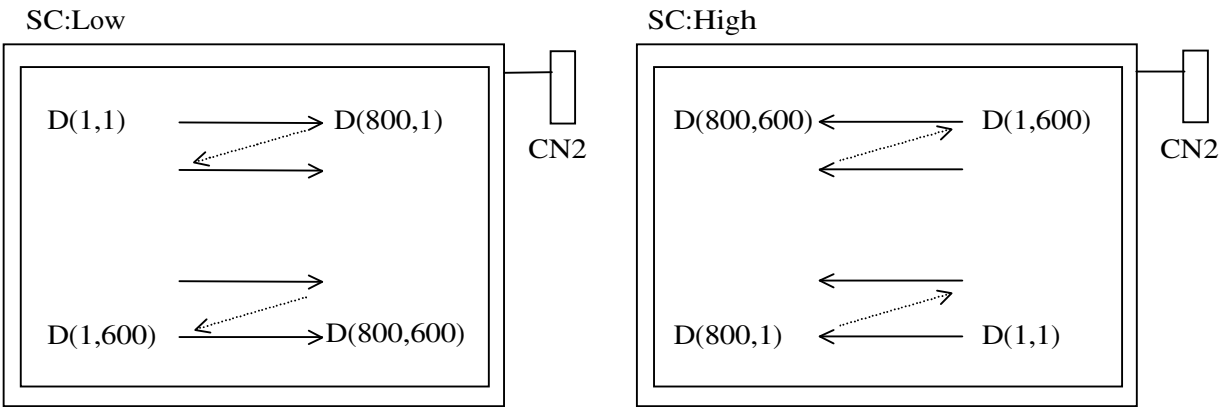 SC:Low
D(1,1) D(800,1)
CN2
D(1,600) D(800,600)
SC:High
D(800,600) D(1,600)
CN2
D(800,1) D(1,1)